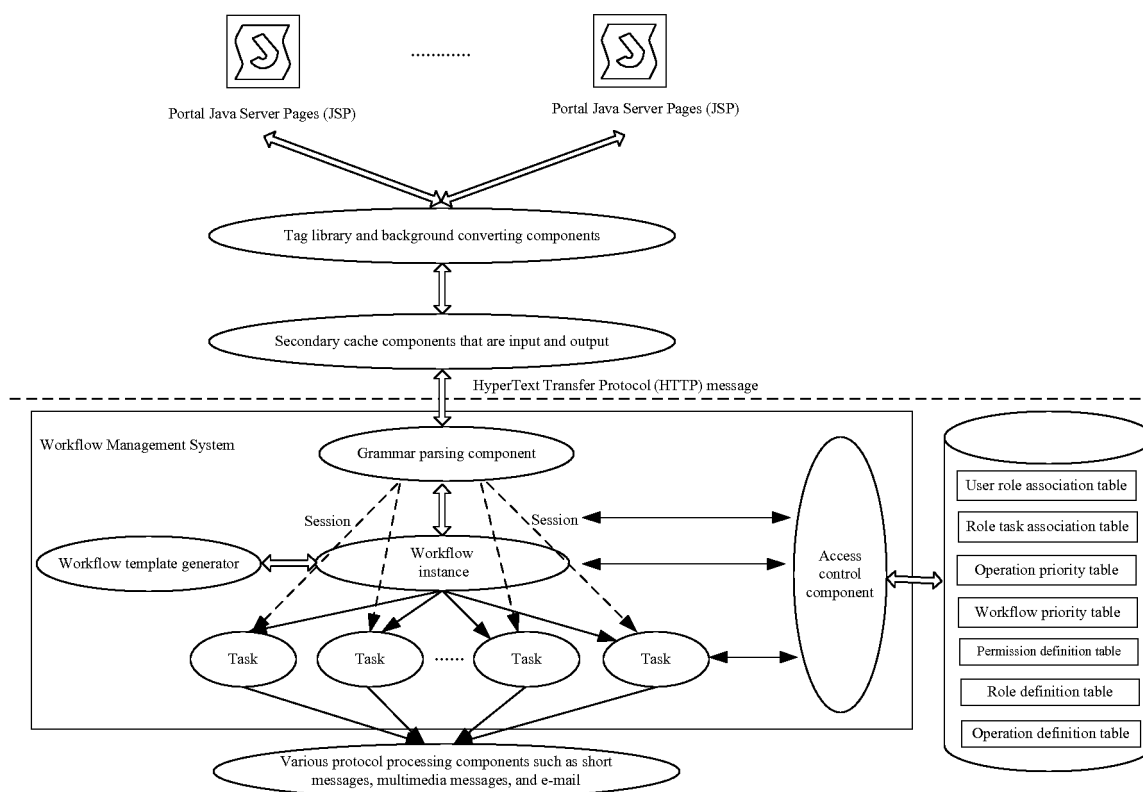 Portal Java Server Pages (JSP)
............
Portal Java Server Pages (JSP)
Tag library and background converting components
Secondary cache components that are input and output
HyperText Transfer Protocol (HTTP) message
Workflow Management System
Grammar parsing component
Session
Session
Workflow template generator
Workflow
instance
Access
control
component
Task
Task
......
Task
Task
Various protocol processing components such as short
messages, multimedia messages, and e-mail
User role association table
Role task association table
Operation priority table
Workflow priority table
Permission definition table
Role definition table
Operation definition table